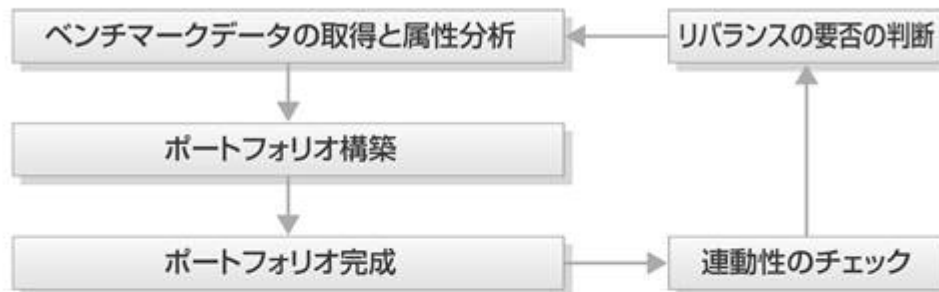 ベンチマークデータの取得と属性分析
リバランスの要否の判断
ポートフォリオ構築
ポートフォリオ完成
連動性のチェック